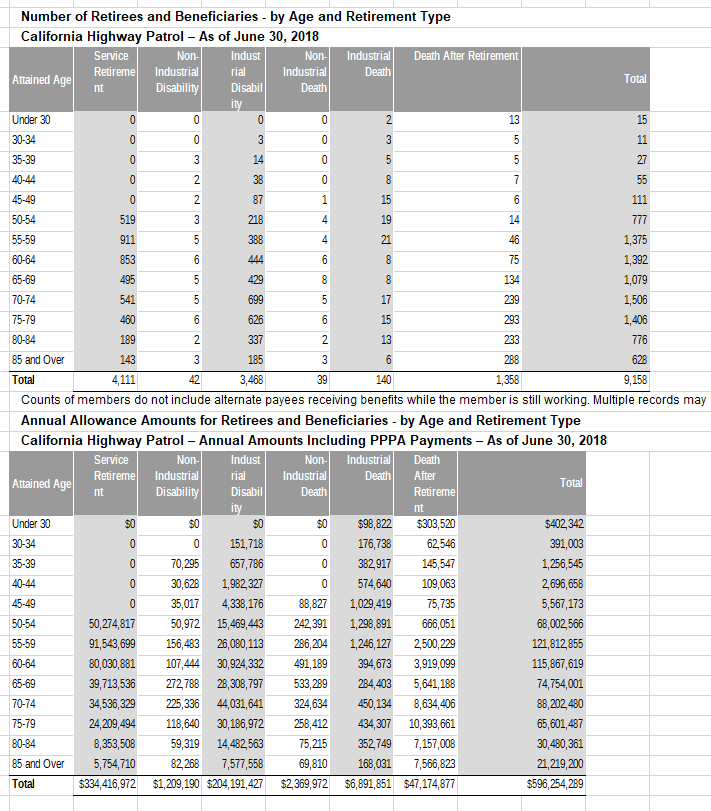 Number of Retirees and Beneficiaries - by Age and Retirement Type
California Highway Patrol – As of June 30, 2018
Attained Age Service Retireme nt Non- Industrial Disability Indust rial Disabil ity Non- Industrial Death Industrial Death Death After Retirement Total
Under 30 0 0 0 0 2 13 15
30-34 0 0 3 0 3 5 11
35-39 0 3 14 0 5 5 27
40-44 0 2 38 0 8 7 55
45-49 0 2 87 1 15 6 111
50-54 519 3 218 4 19 14 777
55-59 911 5 388 4 21 46 1,375
60-64 853 6 444 6 8 75 1,392
65-69 495 5 429 8 8 134 1,079
70-74 541 5 699 5 17 239 1,506
75-79 460 6 626 6 15 293 1,406
80-84 189 2 337 2 13 233 776
85 and Over 143 3 185 3 6 288 628
Total 4,111 42 3,468 39 140 1,358 9,158
Counts of members do not include alternate payees receiving benefits while the member is still working. Multiple records may
Annual Allowance Amounts for Retirees and Beneficiaries - by Age and Retirement Type
California Highway Patrol – Annual Amounts Including PPPA Payments – As of June 30, 2018
Attained Age Service Retireme nt Non- Industrial Disability Indust rial Disabil ity Non- Industrial Death Industrial Death Death After Retireme nt Total
Under 30 $0 $0 $0 $0 $98,822 $303,520 $402,342
30-34 0 0 151,718 0 176,738 62,546 391,003
35-39 0 70,295 657,786 0 382,917 145,547 1,256,545
40-44 0 30,628 1,982,327 0 574,640 109,063 2,696,658
45-49 0 35,017 4,338,176 88,827 1,029,419 75,735 5,567,173
50-54 50,274,817 50,972 15,469,443 242,391 1,298,891 666,051 68,002,566
55-59 91,543,699 156,483 26,080,113 286,204 1,246,127 2,500,229 121,812,855
60-64 80,030,881 107,444 30,924,332 491,189 394,673 3,919,099 115,867,619
65-69 39,713,536 272,788 28,308,797 533,289 284,403 5,641,188 74,754,001
70-74 34,536,329 225,336 44,031,641 324,634 450,134 8,634,406 88,202,480
75-79 24,209,494 118,640 30,186,972 258,412 434,307 10,393,661 65,601,487
80-84 8,353,508 59,319 14,482,563 75,215 352,749 7,157,008 30,480,361
85 and Over 5,754,710 82,268 7,577,558 69,810 168,031 7,566,823 21,219,200
Total $334,416,972 $1,209,190 $204,191,427 $2,369,972 $6,891,851 $47,174,877 $596,254,289